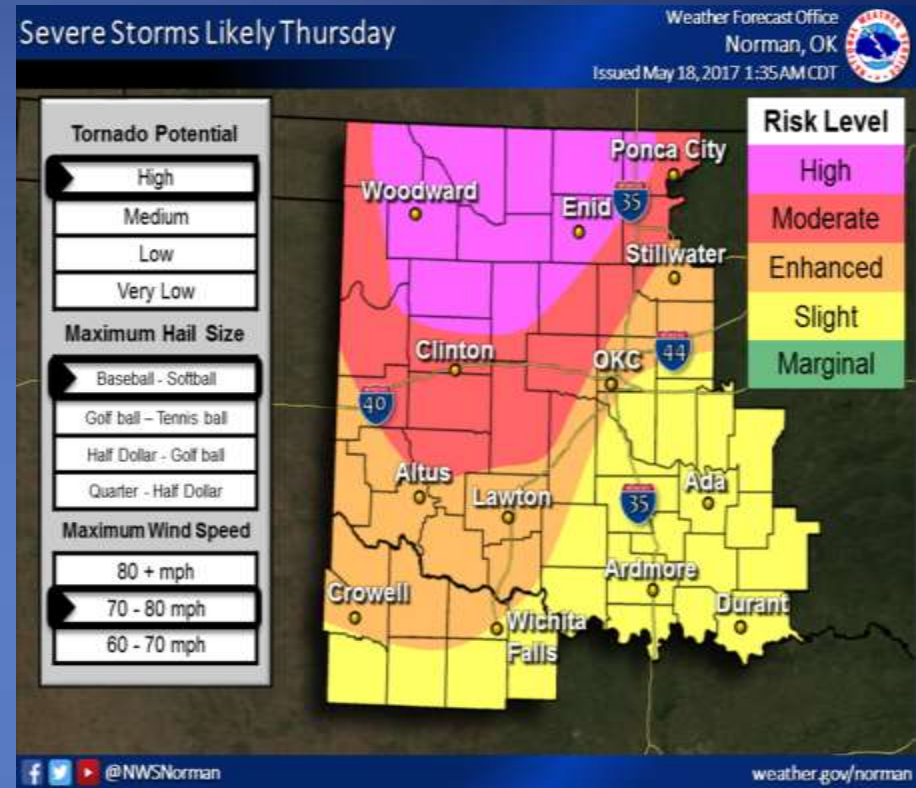 Severe Storms Likely Thursday
Weather Forecast Office
Norman, OK
Issued May 18, 2017 1:35 AM CDT
Tornado Potential
High
Medium
Low
Very Low
Maximum Hail Size
Baseball - Softball
Golf ball – Tennis ball
Half Dollar - Golf ball
Quarter - Half Dollar
Maximum Wind Speed
80 + mph
70 - 80 mph
60 - 70 mph
Ponca City
Woodward
Enid
35
Stillwater
Clinton
OKC
44
40
Altus
Lawton
35
Ada
Ardmore
Crowell
Durant
Wichita
Falls
Risk Level
High
Moderate
Enhanced
Slight
Marginal
@NWSNorman
weather.gov/norman